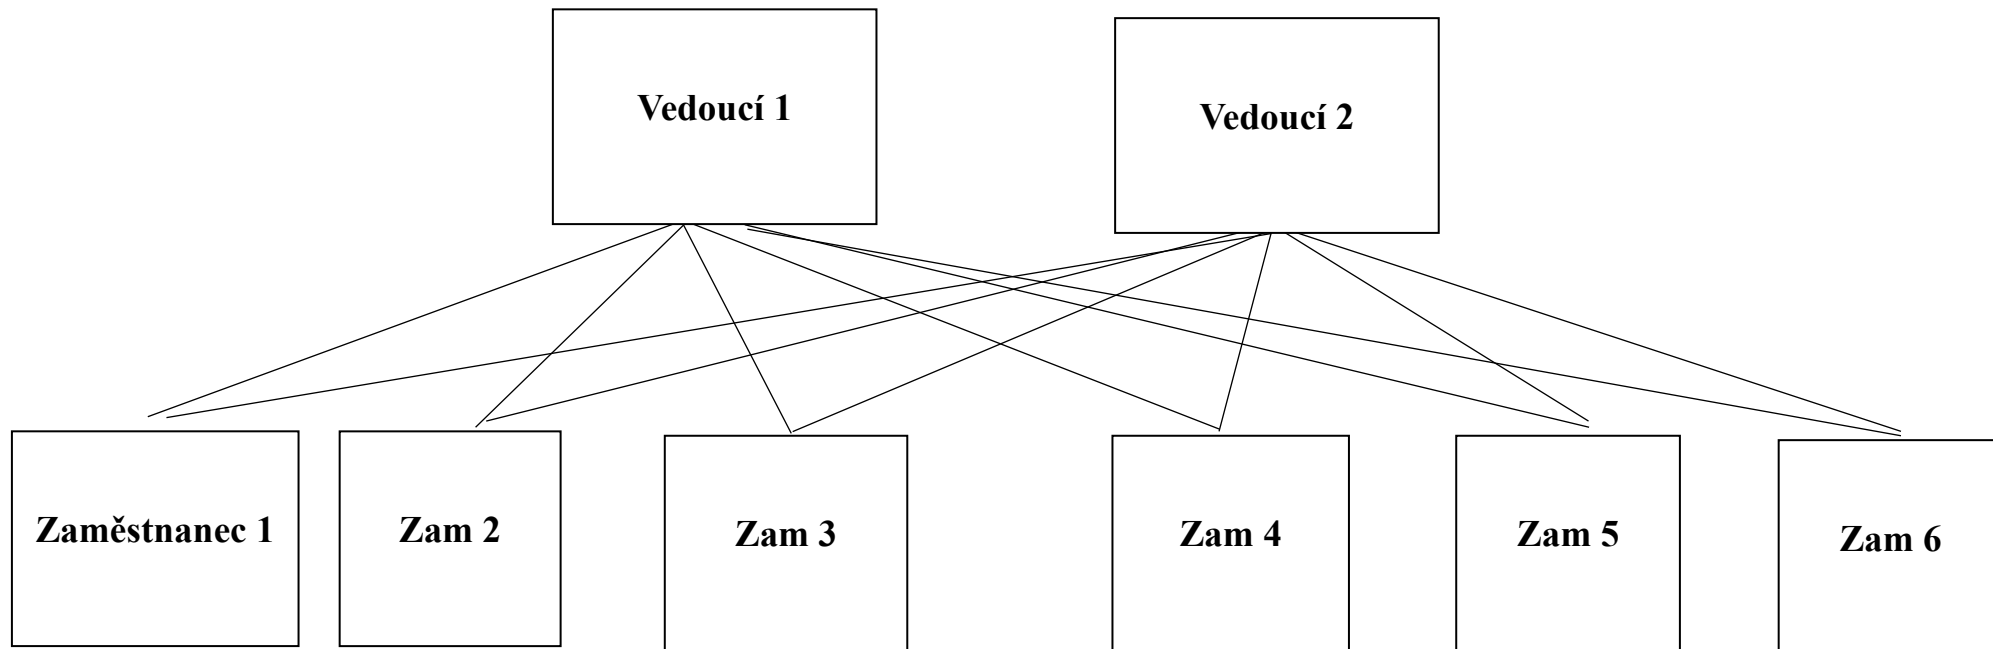 Vedoucí 1
Vedoucí 2
Zaměstnanec 1
Zam 2
Zam 3
Zam 4
Zam 5
Zam 6